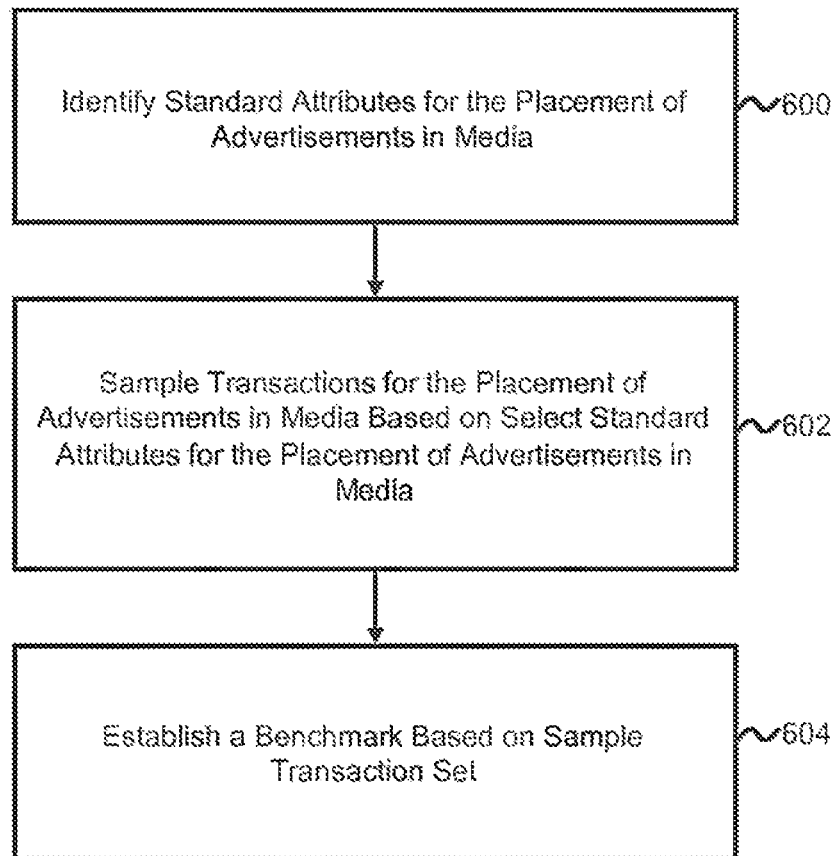 Identify Standard Attributes for the Placement of
Advertisements in Media
600
Sample Transactions for the Placement of
Advertisements in Media Based on Select Standard
Attributes for the Placement of Advertisements in
Media
602
Establish a Benchmark Based on Sample
Transaction Set
604